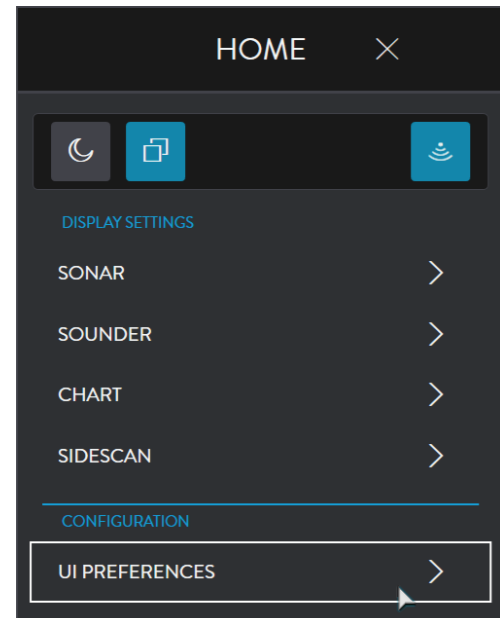 HOME
DISPLAY SETTINGS
SONAR
SOUNDER
CHART
SIDESCAN
CONFIGURATION
UI PREFERENCES